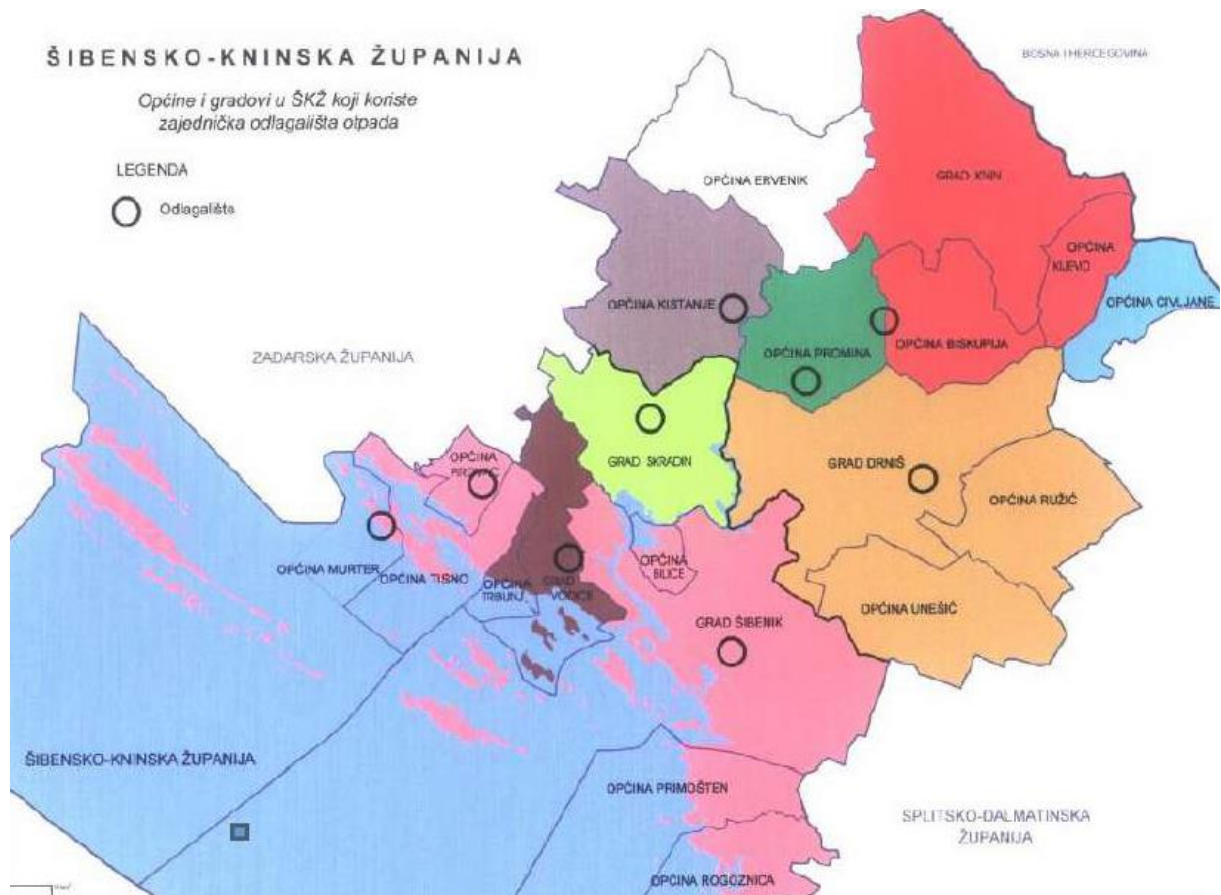 ŠIBENSKO-KNINSKA ŽUPANIJA
BOSNA I HERCEGOVINA
Općine i gradovi u ŠKŽ koji koriste
zajednička odlagališta otpada
LEGENDA
Odlagališta
OPĆINA ERVENIK
GRAD KNIN
OPĆINA
KIJEVO
OPĆINA CIVLJANE
OPĆINA KISTANJE
OPĆINA PROMINA
OPĆINA BISKUPIJA
ZADARSKA ŽUPANIJA
GRAD SKRADIN
GRAD DRNIŠ
OPĆINA RUŽIĆ
OPĆINA
PIROVAC
OPĆINA MURTER
OPĆINA TISNO
OPĆINA
TRIBUNJ
GRAD
VODICE
OPĆINA
BILICE
OPĆINA UNEŠIĆ
GRAD ŠIBENIK
ŠIBENSKO-KNINSKA ŽUPANIJA
OPĆINA PRIMOŠTEN
SPLITSKO-DALMATINSKA
ŽUPANIJA
OPĆINA ROGOZNICA